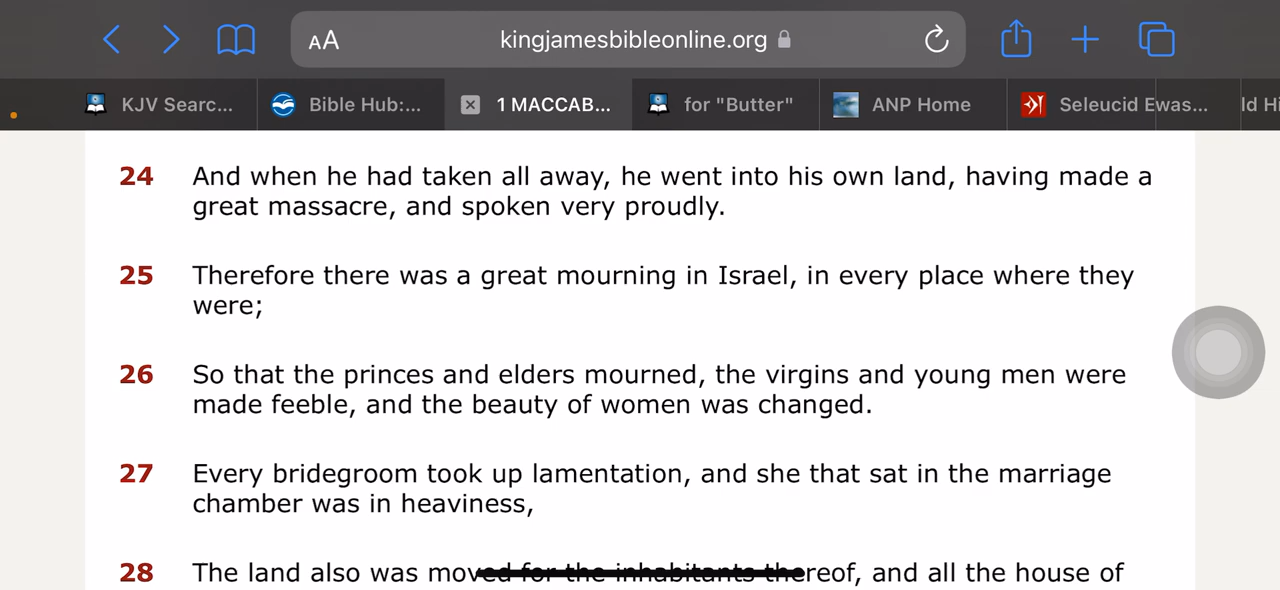 AA kingjamesbibleonline.org
KJV Searc... Bible Hub:... 1 MACCAB... for "Butter" ANP Home Seleucid Ewas... ld Hi
24 And when he had taken all away, he went into his own land, having made a
great massacre, and spoken very proudly.
25 Therefore there was a great mourning in Israel, in every place where they
were;
26 So that the princes and elders mourned, the virgins and young men were
made feeble, and the beauty of women was changed.
27 Every bridegroom took up lamentation, and she that sat in the marriage
chamber was in heaviness,
28 The land also was moved for the inhabitants thereof, and all the house of